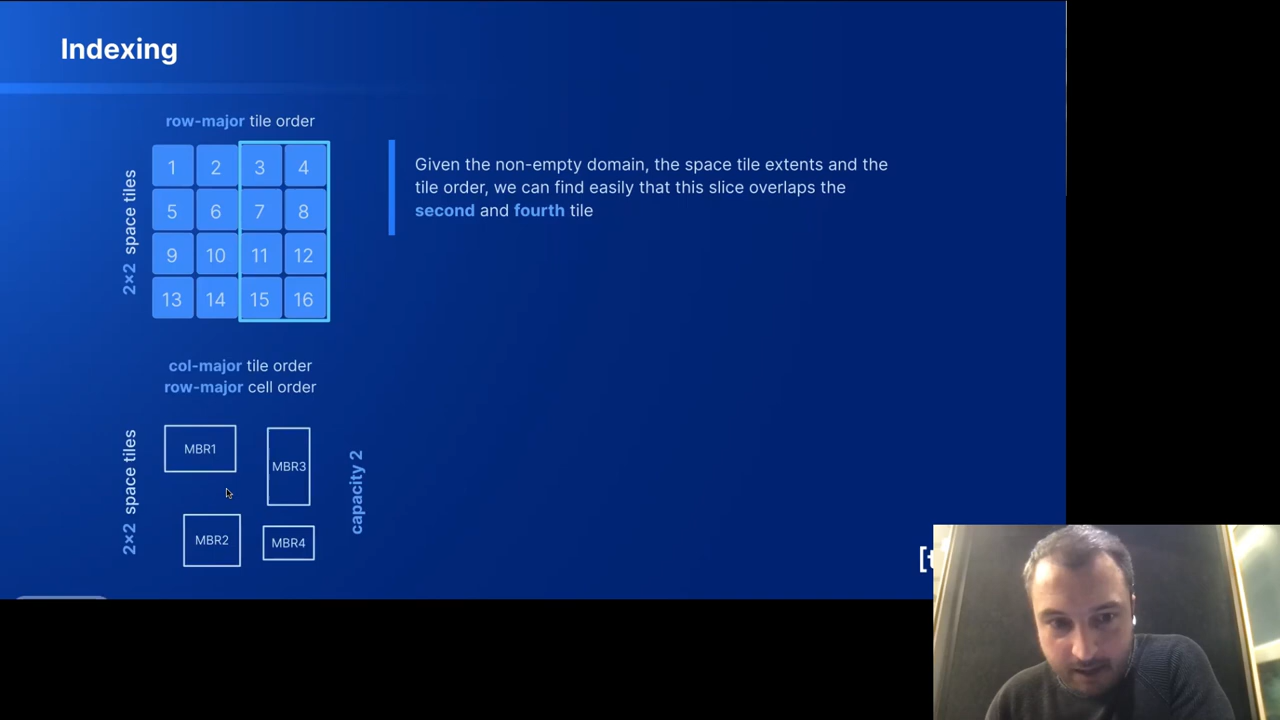 Indexing
row-major tile order
2×2 space tiles
1 2 3 4
5 6 7 8
9 10 11 12
13 14 15 16
Given the non-empty domain, the space tile extents and the
tile order, we can find easily that this slice overlaps the
second and fourth tile
col-major tile order
row-major cell order
2×2 space tiles
MBR1
MBR3
MBR2
MBR4
capacity 2
[t